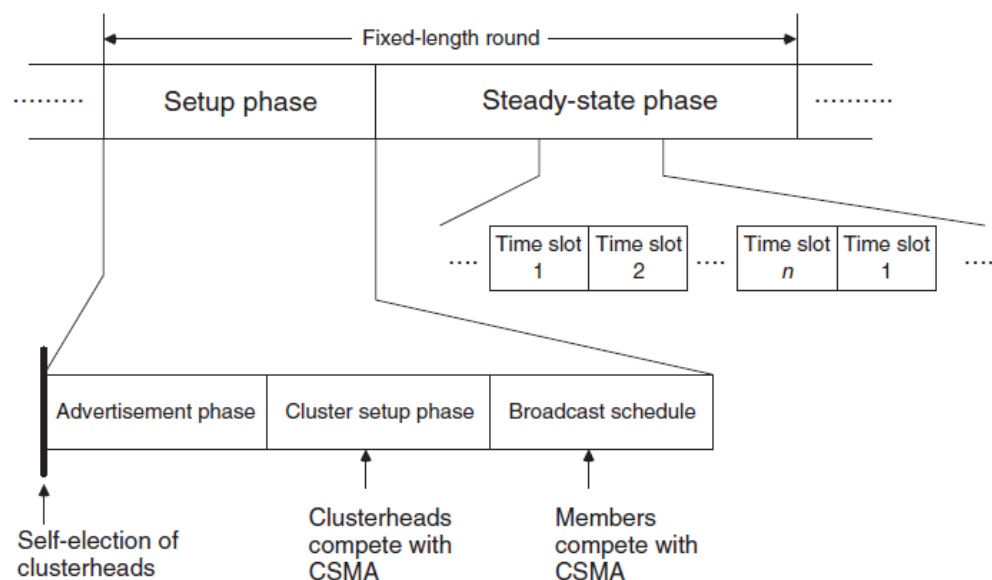 Fixed-length round
......... Setup phase Steady-state phase ..........
.... Time slot Time slot .... Time slot Time slot ....
1 2 n 1
Advertisement phase Cluster setup phase Broadcast schedule
Self-election of
clusterheads
Clusterheads
compete with
CSMA
Members
compete with
CSMA